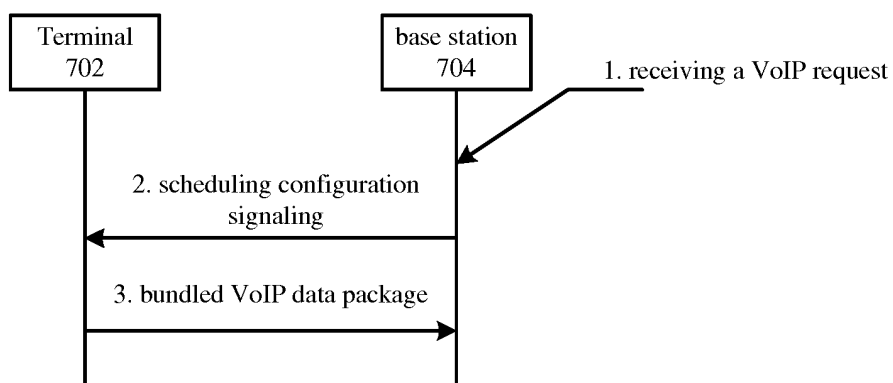 Terminal
702
base station
704
1. receiving a VoIP request
2. scheduling configuration
signaling
3. bundled VoIP data package